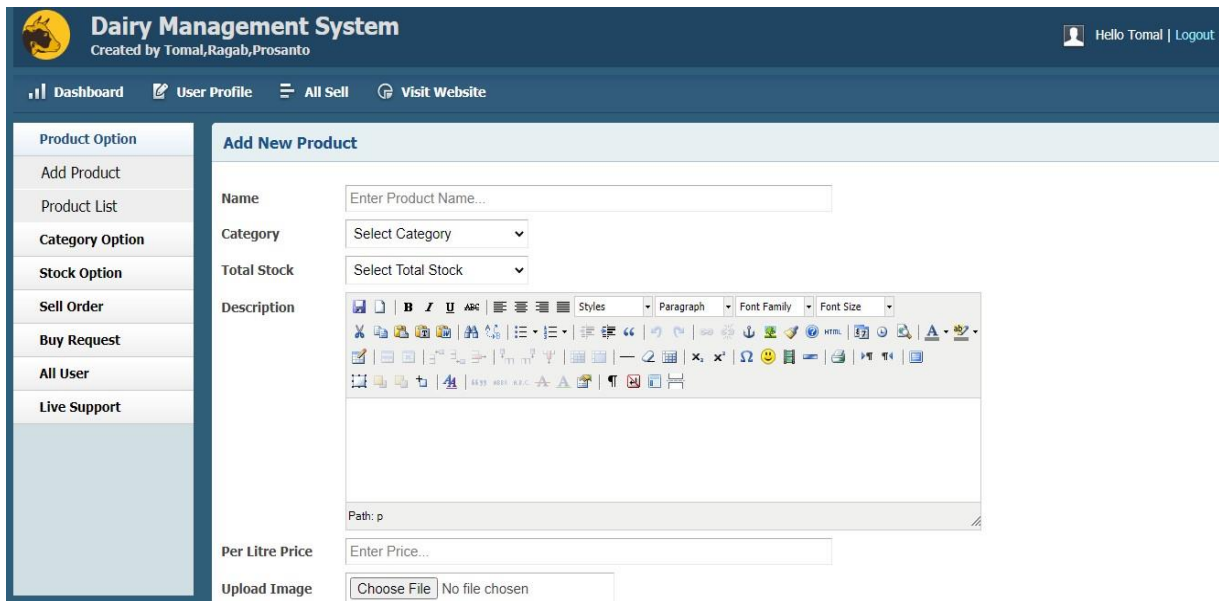 Dairy Management System
Created by Tomal,Ragab,Prosanto
Hello Tomal | Logout
Dashboard User Profile All Sell Visit Website
Product Option
Add Product
Product List
Category Option
Stock Option
Sell Order
Buy Request
All User
Live Support
Add New Product
Name Enter Product Name...
Category Select Category
Total Stock Select Total Stock
Description
B I U ABC Styles Paragraph Font Family Font Size
HTML
Path: p
Per Litre Price Enter Price...
Upload Image Choose File No file chosen